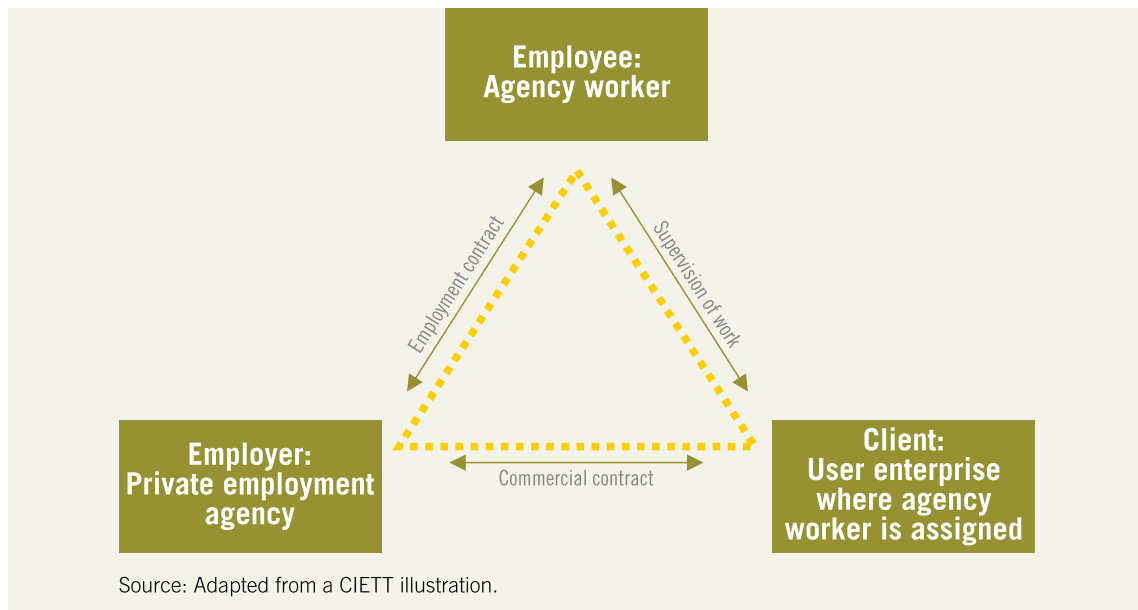 Employee:
Agency worker
Employment contract
Supervision of work
Employer:
Private employment
agency
Commercial contract
Client:
User enterprise
where agency
worker is assigned
Source: Adapted from a CIETT illustration.